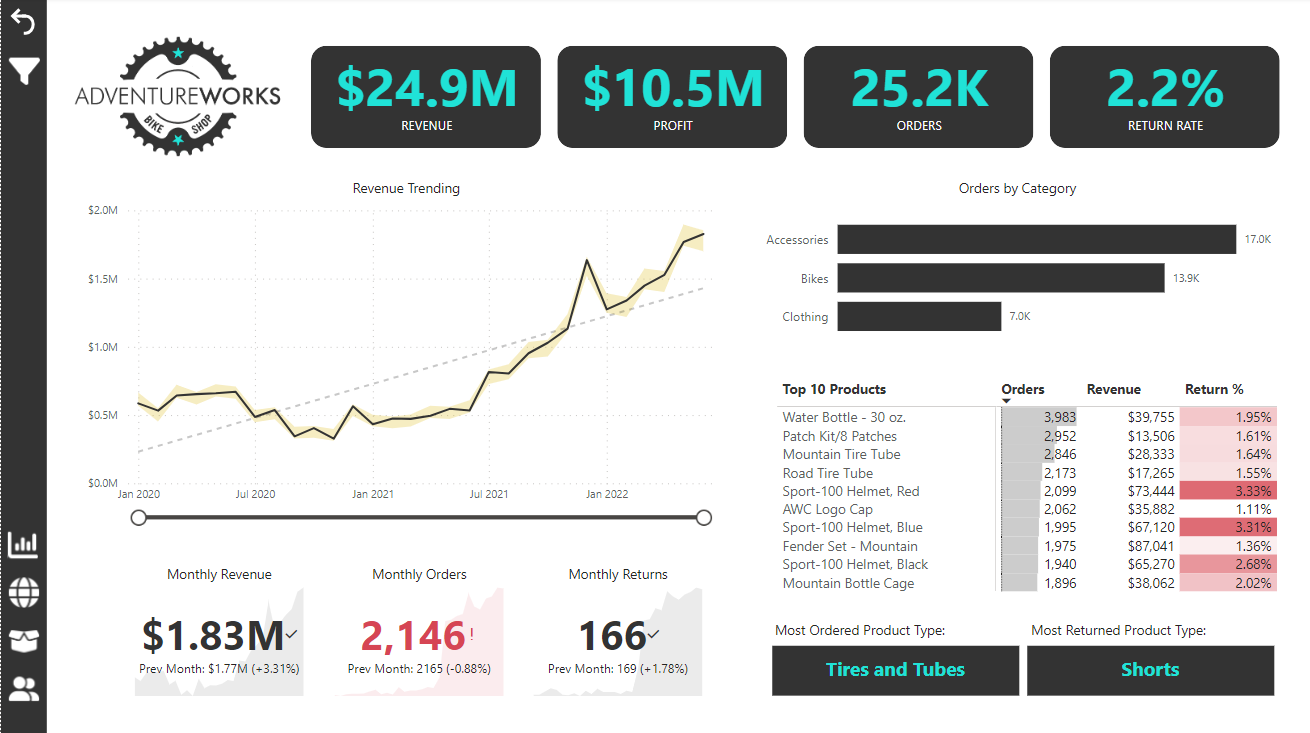 ADVENTUREWORKS
BIKE SHOP
$24.9M
REVENUE
$10.5M
PROFIT
25.2K
ORDERS
2.2%
RETURN RATE
Revenue Trending
$2.0M
$1.5M
$1.0M
$0.5M
$0.0M
Jan 2020 Jul 2020 Jan 2021 Jul 2021 Jan 2022
Orders by Category
Accessories 17.0K
Bikes 13.9K
Clothing 7.0K
Top 10 Products Orders Revenue Return %
Water Bottle - 30 oz. 3,983 $39,755 1.95%
Patch Kit/8 Patches 2,952 $13,506 1.61%
Mountain Tire Tube 2,846 $28,333 1.64%
Road Tire Tube 2,173 $17,265 1.55%
Sport-100 Helmet, Red 2,099 $73,444 3.33%
AWC Logo Cap 2,062 $35,882 1.11%
Sport-100 Helmet, Blue 1,995 $67,120 3.31%
Fender Set - Mountain 1,975 $87,041 1.36%
Sport-100 Helmet, Black 1,940 $65,270 2.68%
Mountain Bottle Cage 1,896 $38,062 2.02%
Monthly Revenue
$1.83M
Prev Month: $1.77M (+3.31%)
Monthly Orders
2,146!
Prev Month: 2165 (-0.88%)
Monthly Returns
166
Prev Month: 169 (+1.78%)
Most Ordered Product Type:
Tires and Tubes
Most Returned Product Type:
Shorts